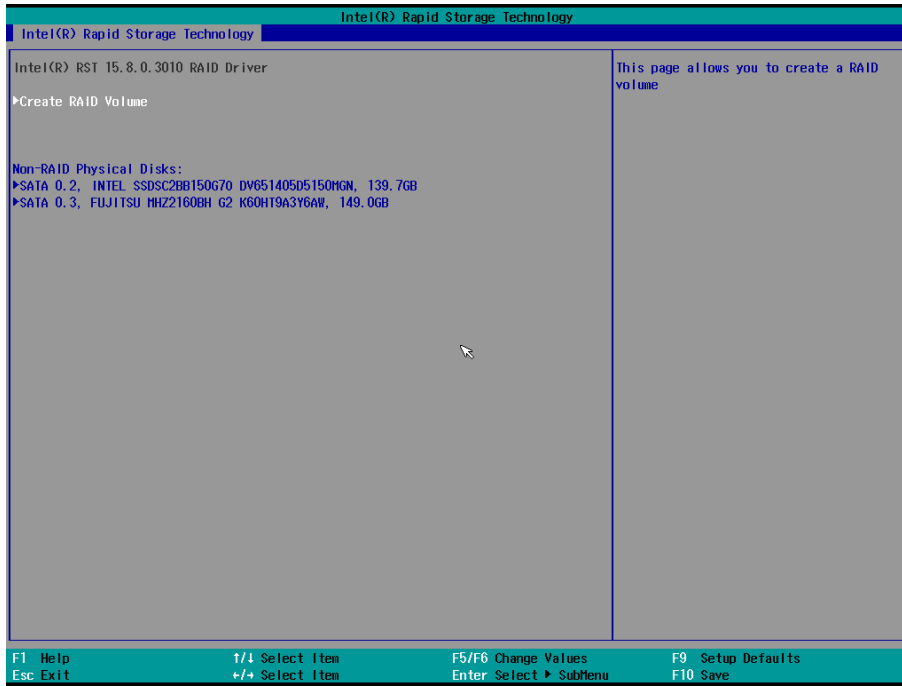 Intel(R) Rapid Storage Technology
Intel(R) Rapid Storage Technology
Intel(R) RST 15.8.0.3010 RAID Driver
▶Create RAID Volume
Non-RAID Physical Disks:
▶SATA 0.2, INTEL SSDSC2BB150G70 DV651405D5150MGN, 139.7GB
▶SATA 0.3, FUJITSU MHZ2160BH G2 K60HT9A3Y6AW, 149.0GB
This page allows you to create a RAID
volume
F1 Help ↑/↓ Select Item F5/F6 Change Values F9 Setup Defaults
Esc Exit ←/→ Select Item Enter Select ▶ SubMenu F10 Save